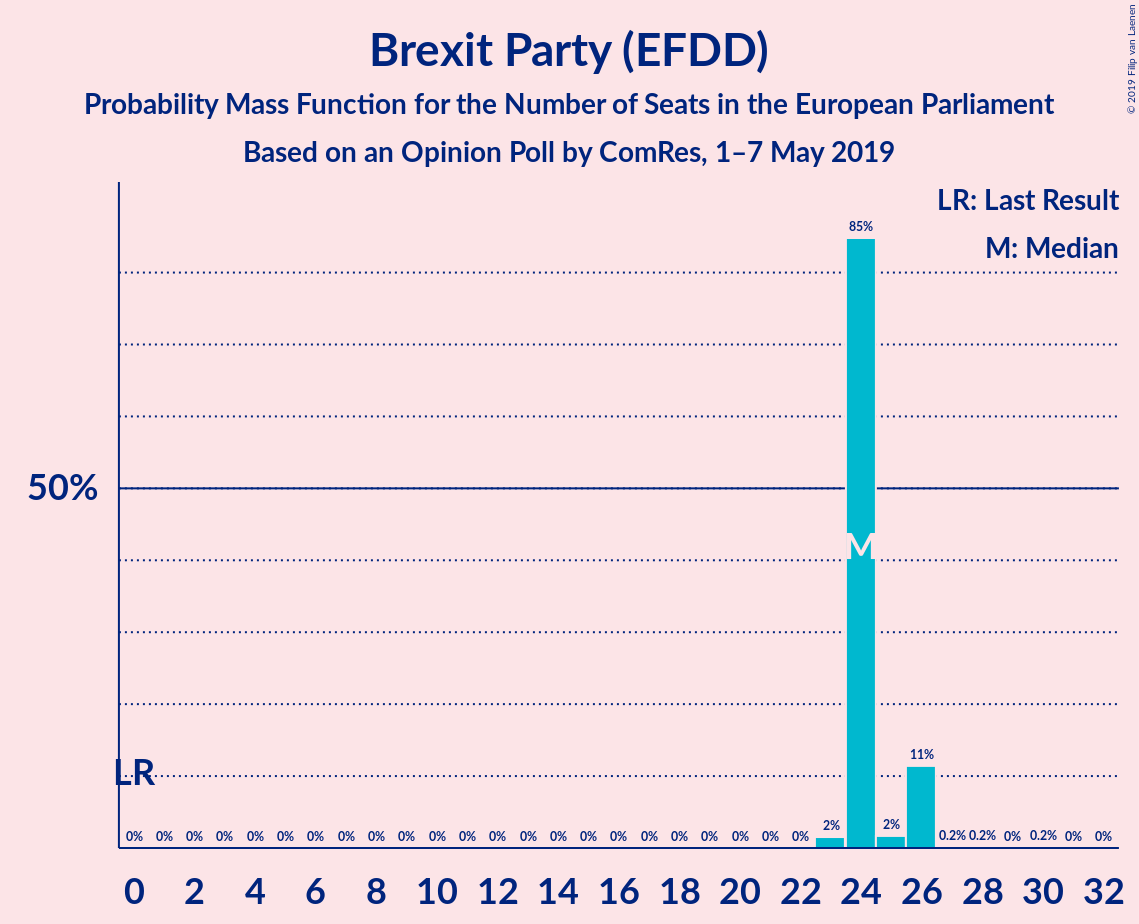 Brexit Party (EFDD)
Probability Mass Function for the Number of Seats in the European Parliament
Based on an Opinion Poll by ComRes, 1–7 May 2019
© 2019 Filip van Laenen
LR: Last Result
M: Median
85%
50%
M
11%
LR
0% 0% 0% 0% 0% 0% 0% 0% 0% 0% 0% 0% 0% 0% 0% 0% 0% 0% 0% 0% 0% 0% 0% 2% 2% 0.2% 0.2% 0% 0.2% 0% 0%
0 2 4 6 8 10 12 14 16 18 20 22 24 26 28 30 32